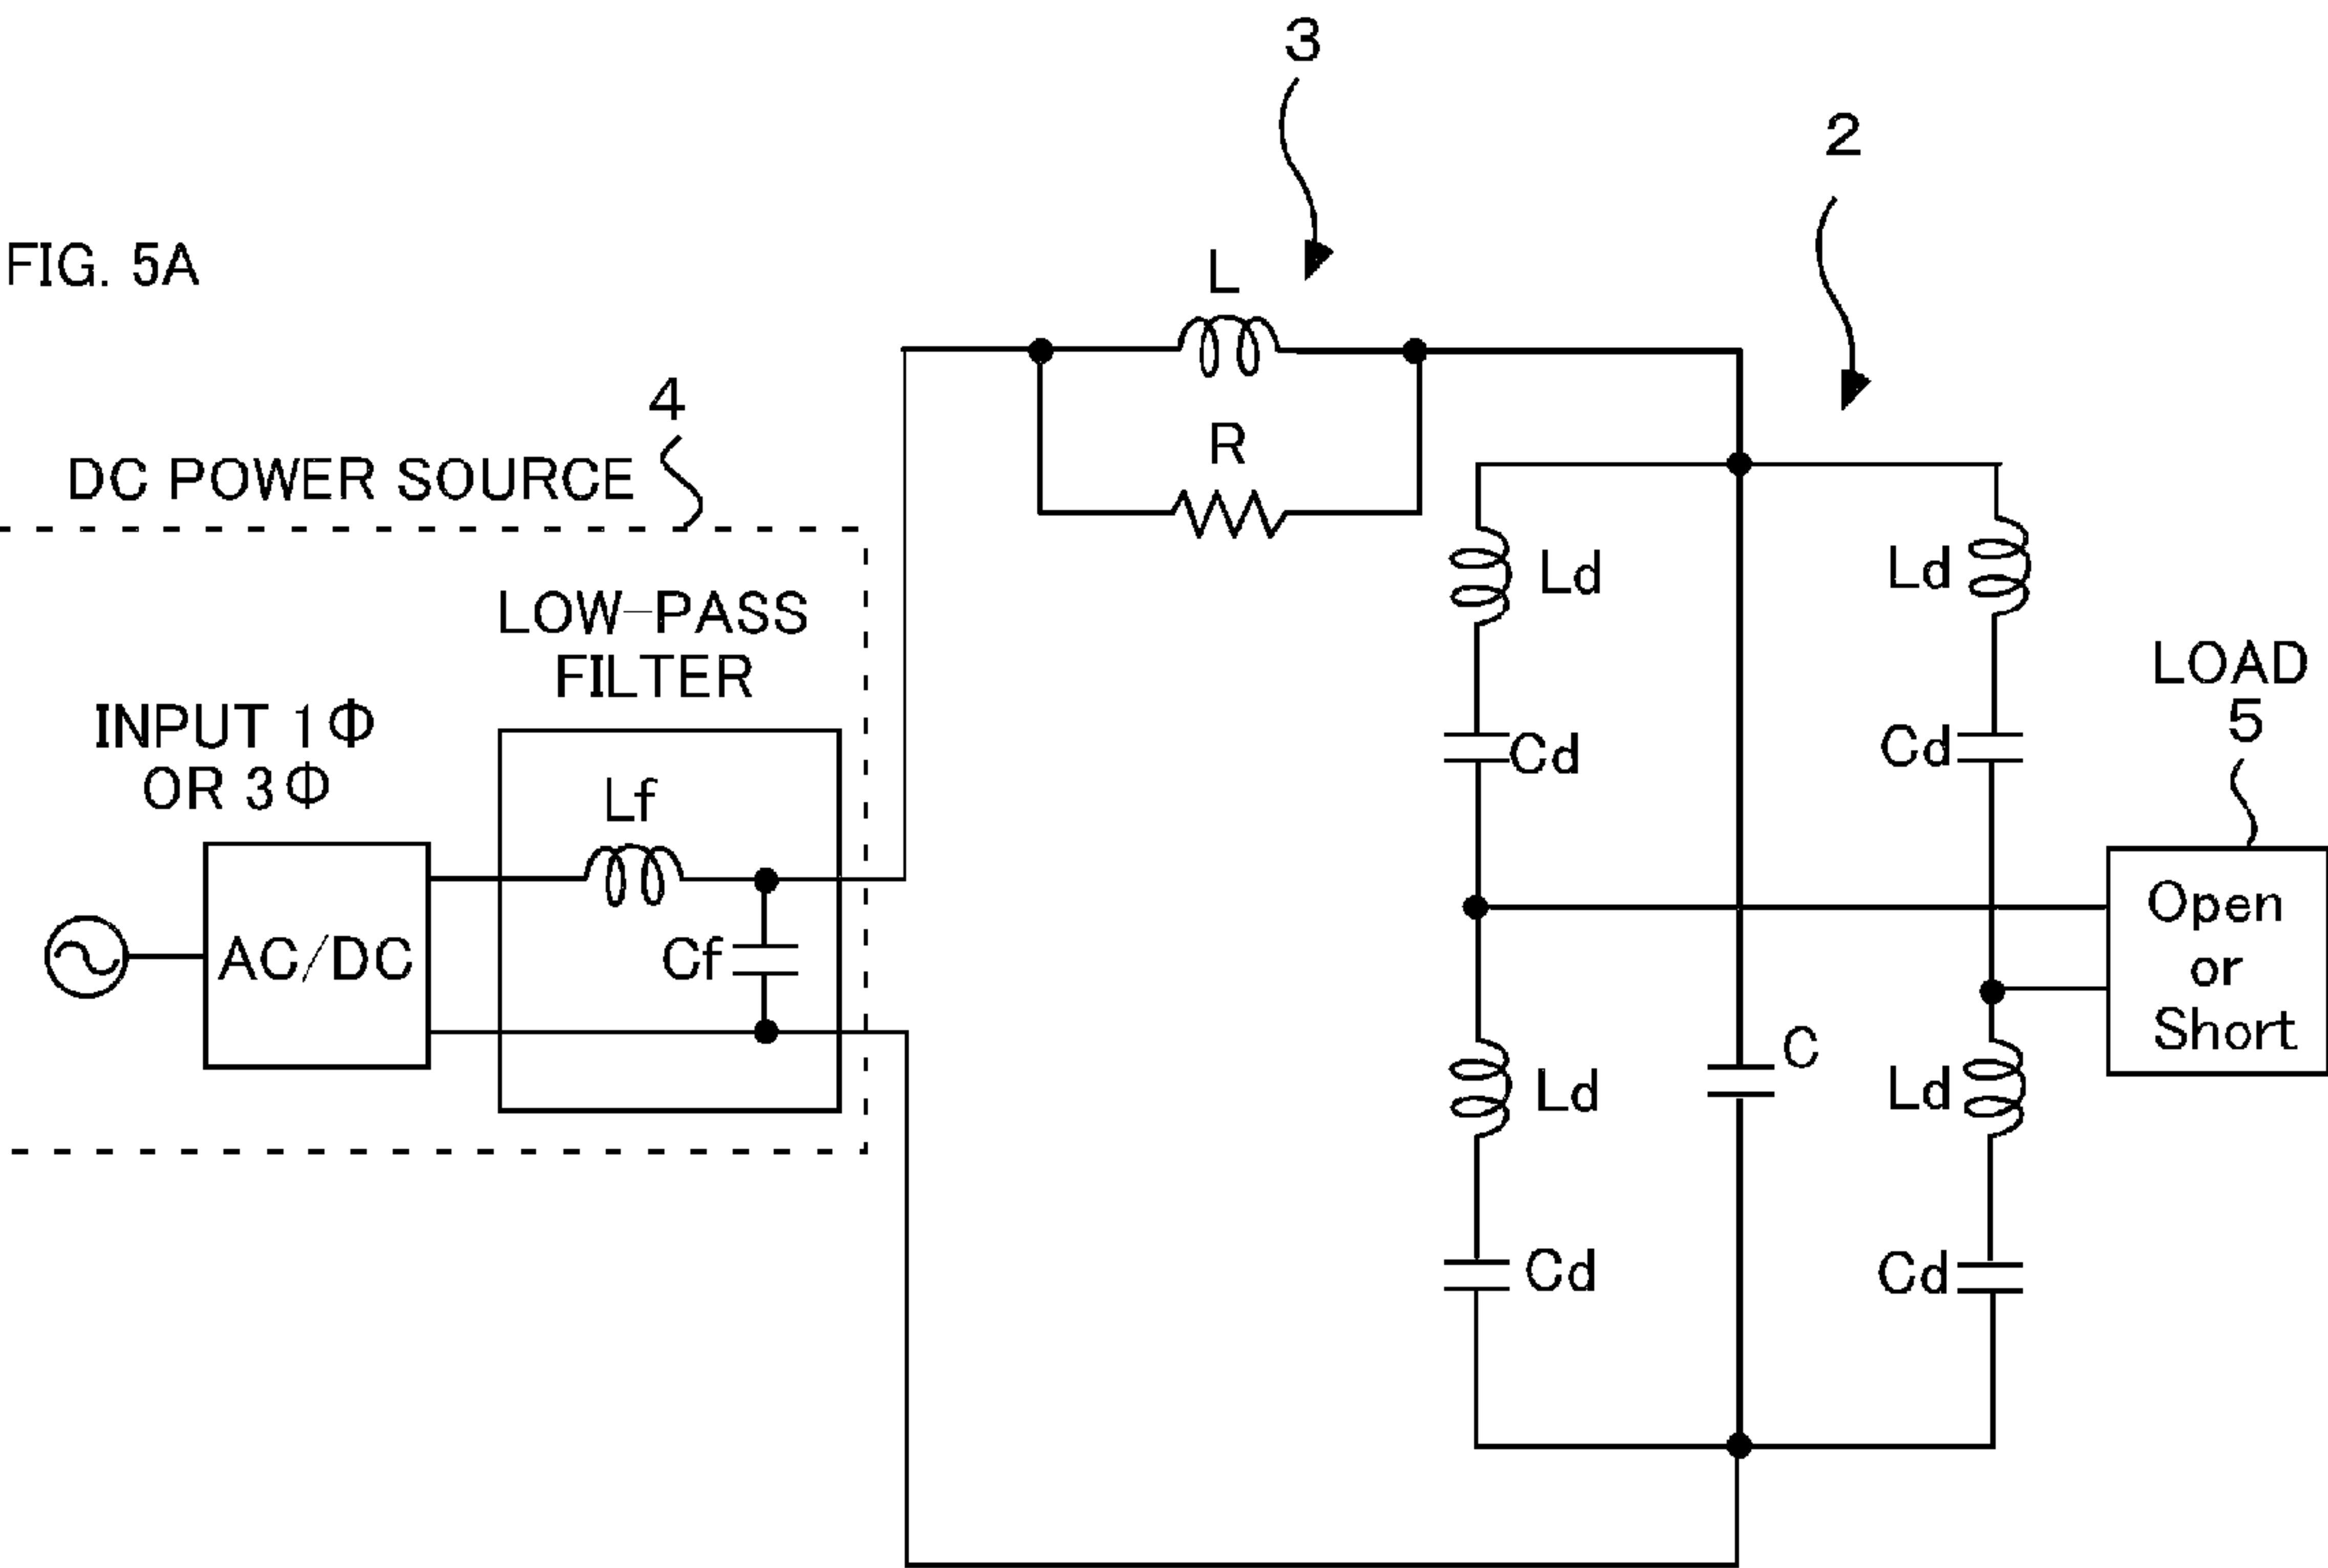 3
2
FIG. 5A
L
4
R
DC POWER SOURCE
LOW-PASS
FILTER
Ld
Ld
LOAD
5
INPUT 1Φ
OR 3Φ
Cd
Cd
Lf
AC/DC
Cf
Open
or
Short
C
Ld
Ld
Cd
Cd